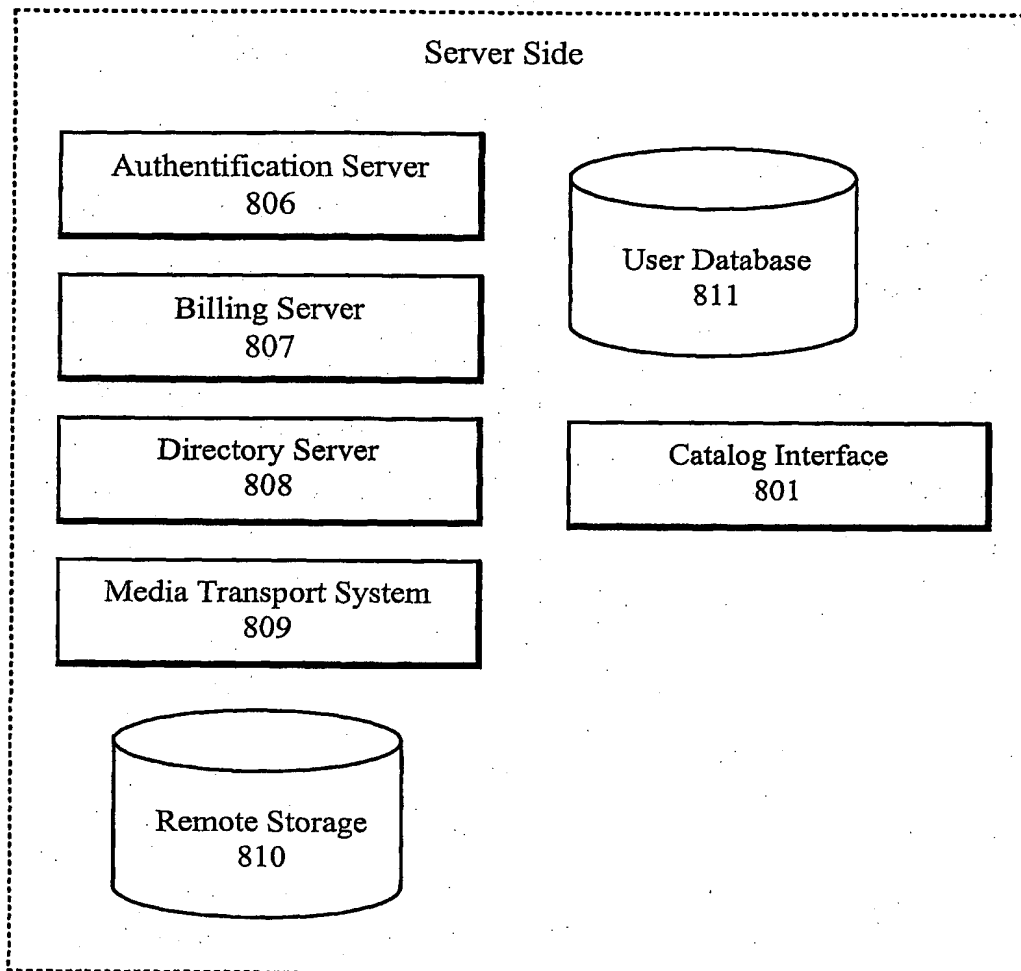 Server Side
Authentification Server
806
User Database
811
Billing Server
807
Directory Server
808
Catalog Interface
801
Media Transport System
809
Remote Storage
810